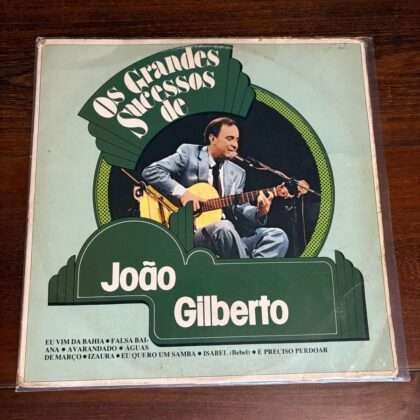 Os Grandes
Sucessos
de
João
Gilberto
EU VIM DA BAHIA ● FALSA BAI-
ANA ● AVARANDADO ● ÁGUAS
DE MARÇO ● IZAURA ● EU QUERO UM SAMBA ● ISABEL (Bebel) ● É PRECISO PERDOAR